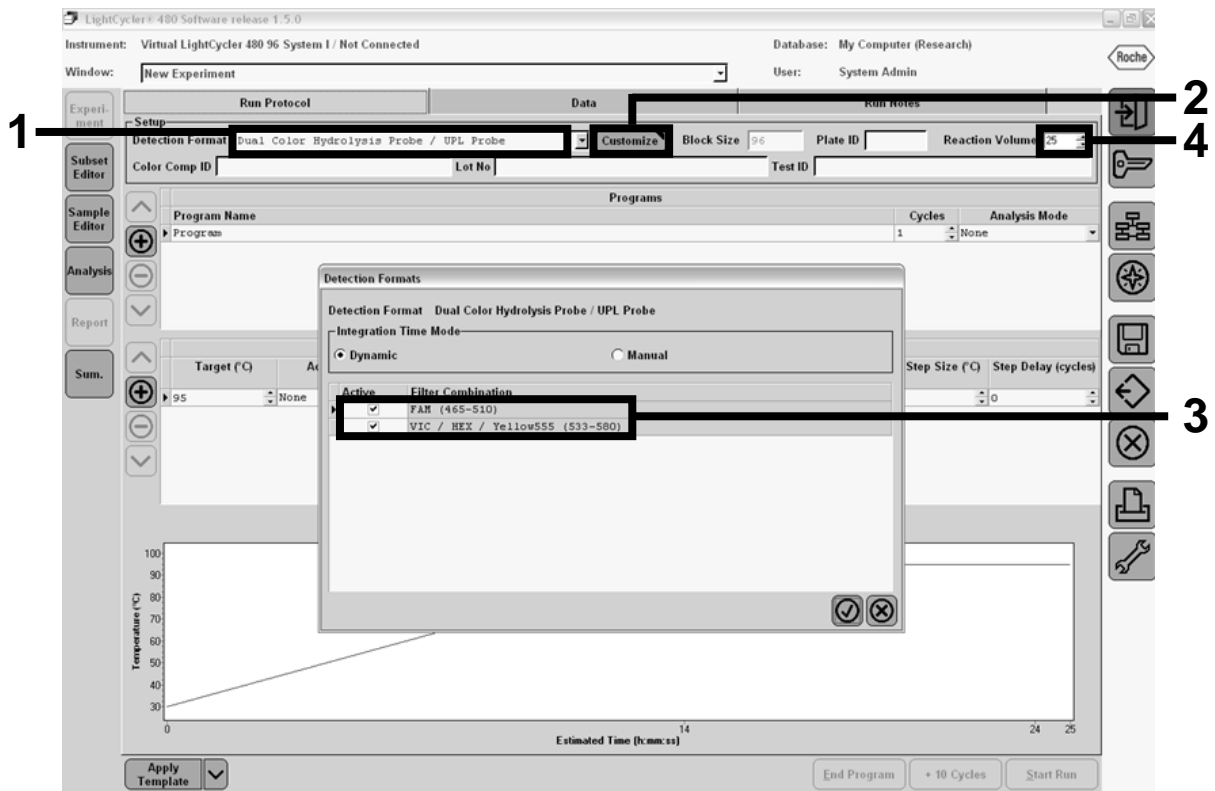 LightCycler® 480 Software release 1.5.0
Instrument: Virtual LightCycler 480 96 System I / Not Connected Database: My Computer (Research)
Roche
Window: New Experiment User: System Admin
Run Protocol Data Run Notes
Experi-
ment
Setup
1
2
Detection Format Dual Color Hydrolysis Probe / UPL Probe Customize Block Size 96 Plate ID Reaction Volume 25
4
Color Comp ID Lot No Test ID
Subset
Editor
Programs
Sample
Editor
Program Name Cycles Analysis Mode
Program 1 None
Analysis
Report
Sum.
Target (°C) Ac Step Size (°C) Step Delay (cycles)
95 None 0
Detection Formats
Detection Format Dual Color Hydrolysis Probe / UPL Probe
Integration Time Mode
Dynamic Manual
Active Filter Combination
FAM (465-510)
VIC / HEX / Yellow555 (533-580)
3
100
90
80
70
60
50
40
30
Temperature (°C)
0 14 24 25
Estimated Time (h:mm:ss)
Apply
Template
End Program + 10 Cycles Start Run